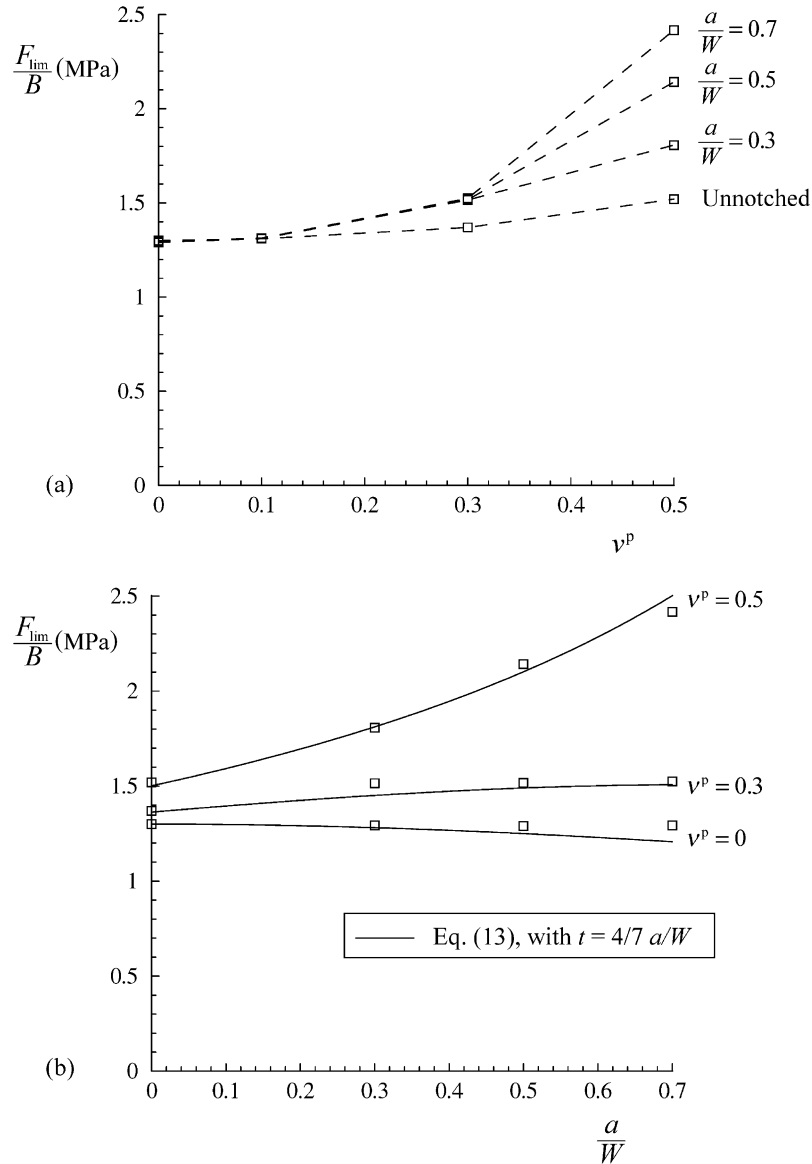 2.5
F_lim/B (MPa)
a/W = 0.7
2
a/W = 0.5
a/W = 0.3
1.5
Unnotched
1
0.5
(a)
0
0 0.1 0.2 0.3 0.4 0.5
ν^p
2.5
ν^p = 0.5
F_lim/B (MPa)
2
1.5
ν^p = 0.3
ν^p = 0
1
Eq. (13), with t = 4/7 a/W
0.5
(b)
0
0 0.1 0.2 0.3 0.4 0.5 0.6 0.7
a/W